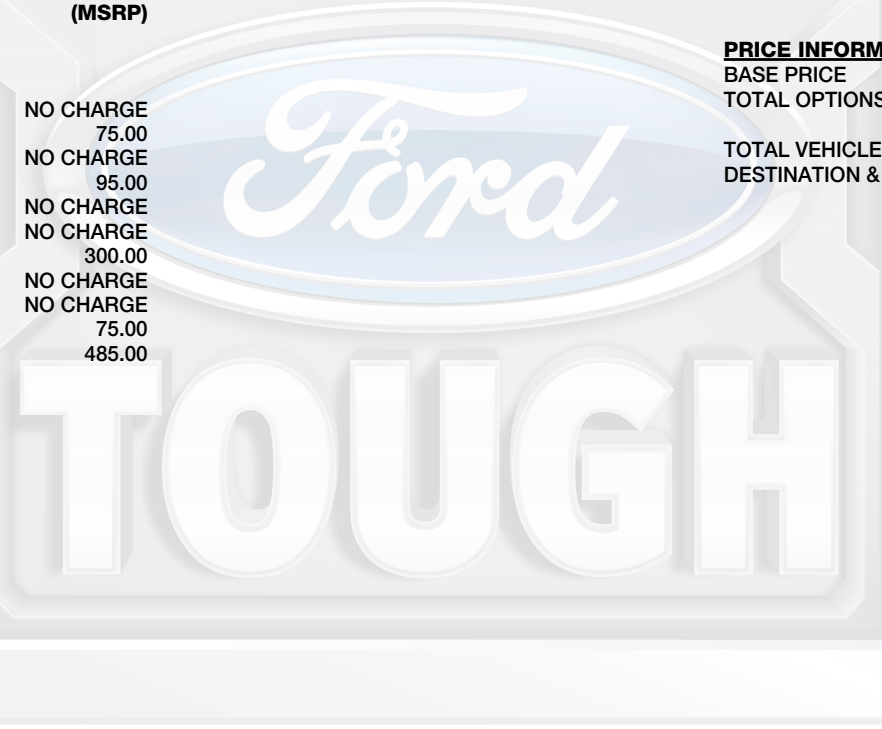 (MSRP)
NO CHARGE
75.00
NO CHARGE
95.00
NO CHARGE
NO CHARGE
300.00
NO CHARGE
NO CHARGE
75.00
485.00
PRICE INFORM
BASE PRICE
TOTAL OPTIONS
TOTAL VEHICLE
DESTINATION &
Ford
TOUGH